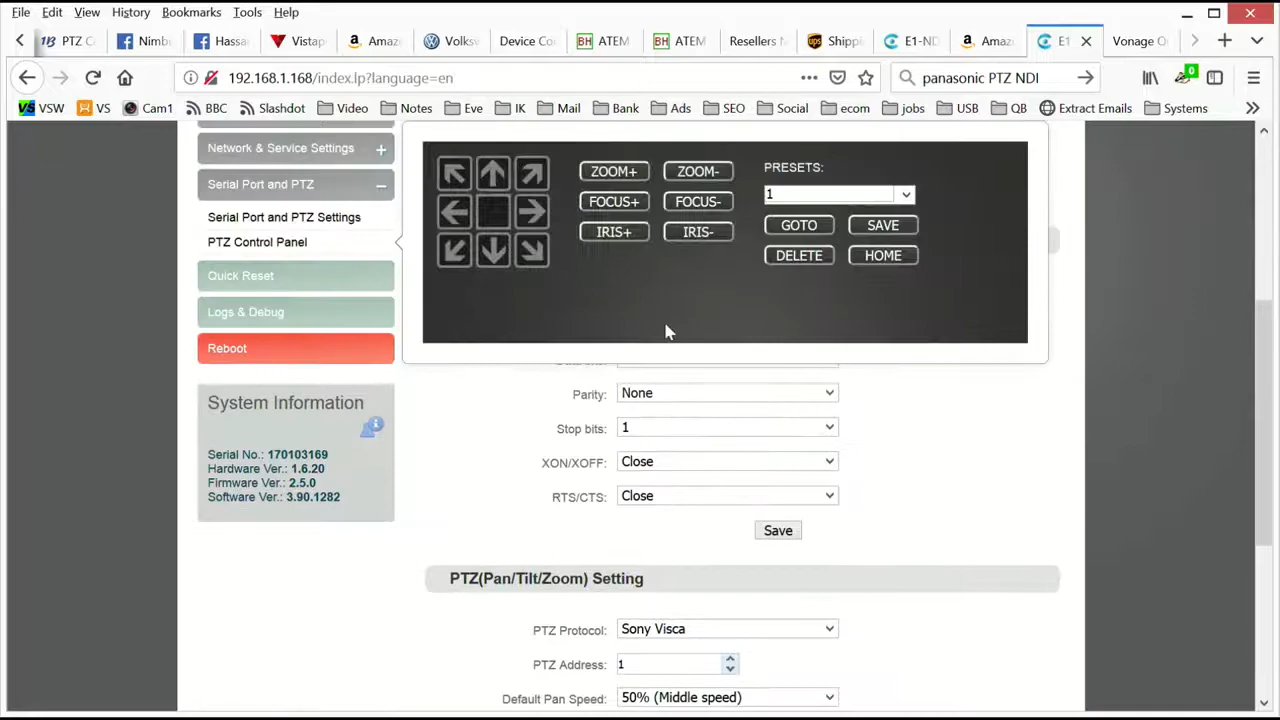 File Edit View History Bookmarks Tools Help
PTZ C Nimb Hassa Vistap Amaz Volksw Device Co BH ATEM BH ATEM Resellers N Shippi E1-ND Amaz E1 Vonage O
192.168.1.168/index.lp?language=en panasonic PTZ NDI 0
VSW VS Cam1 BBC Slashdot Video Notes Eve IK Mail Bank Ads SEO Social ecom jobs USB QB Extract Emails Systems
Network & Service Settings
Serial Port and PTZ
Serial Port and PTZ Settings
PTZ Control Panel
Quick Reset
Logs & Debug
Reboot
System Information
Serial No.: 170103169
Hardware Ver.: 1.6.20
Firmware Ver.: 2.5.0
Software Ver.: 3.90.1282
ZOOM+ ZOOM-
FOCUS+ FOCUS-
IRIS+ IRIS-
PRESETS:
1
GOTO SAVE
DELETE HOME
Parity: None
Stop bits: 1
XON/XOFF: Close
RTS/CTS: Close
Save
PTZ(Pan/Tilt/Zoom) Setting
PTZ Protocol: Sony Visca
PTZ Address: 1
Default Pan Speed: 50% (Middle speed)